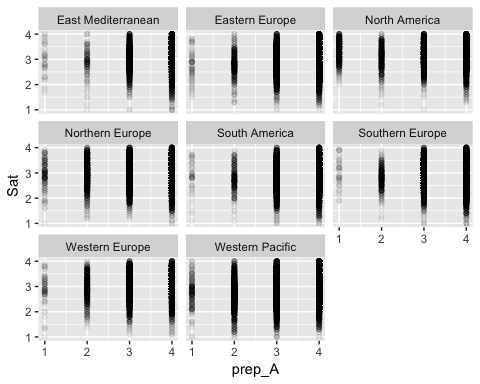 East Mediterranean Eastern Europe North America
4
3
2
1
Northern Europe South America Southern Europe
4
3
2
1
1 2 3 4
Western Europe Western Pacific
4
3
2
1
1 2 3 4 1 2 3 4
Sat
prep_A